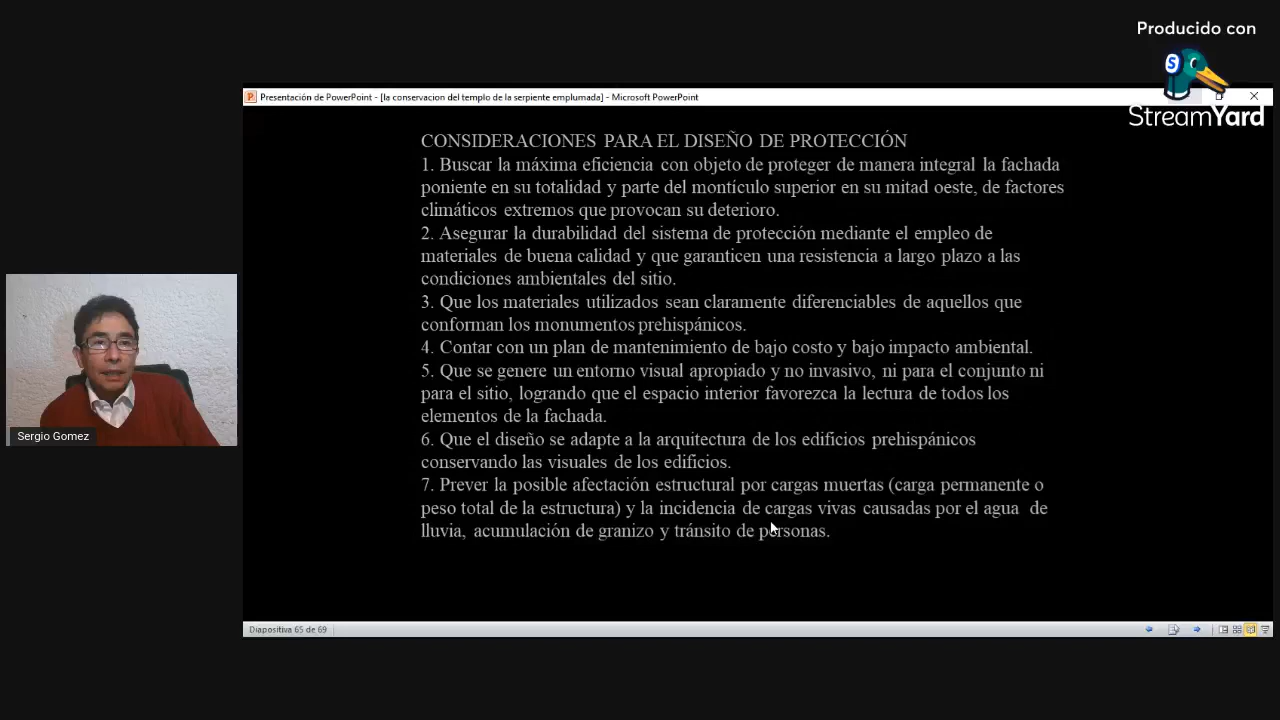 Producido con
StreamYard
Presentación de PowerPoint - [la conservacion del templo de la serpiente emplumada] - Microsoft PowerPoint
CONSIDERACIONES PARA EL DISEÑO DE PROTECCIÓN
1. Buscar la máxima eficiencia con objeto de proteger de manera integral la fachada
poniente en su totalidad y parte del montículo superior en su mitad oeste, de factores
climáticos extremos que provocan su deterioro.
2. Asegurar la durabilidad del sistema de protección mediante el empleo de
materiales de buena calidad y que garanticen una resistencia a largo plazo a las
condiciones ambientales del sitio.
3. Que los materiales utilizados sean claramente diferenciables de aquellos que
conforman los monumentos prehispánicos.
4. Contar con un plan de mantenimiento de bajo costo y bajo impacto ambiental.
5. Que se genere un entorno visual apropiado y no invasivo, ni para el conjunto ni
para el sitio, logrando que el espacio interior favorezca la lectura de todos los
elementos de la fachada.
6. Que el diseño se adapte a la arquitectura de los edificios prehispánicos
conservando las visuales de los edificios.
7. Prever la posible afectación estructural por cargas muertas (carga permanente o
peso total de la estructura) y la incidencia de cargas vivas causadas por el agua de
lluvia, acumulación de granizo y tránsito de personas.
Sergio Gomez
Diapositiva 65 de 69